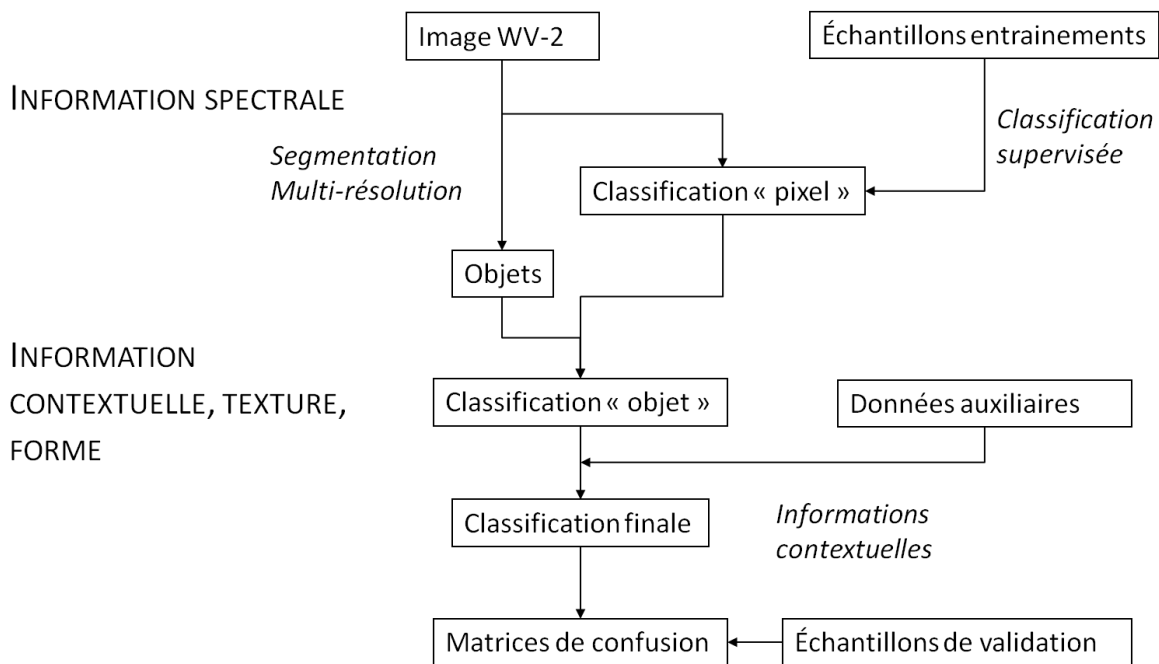 Image WV-2
Échantillons entrainements
INFORMATION SPECTRALE
Classification
supervisée
Segmentation
Multi-résolution
Classification « pixel »
Objets
INFORMATION
CONTEXTUELLE, TEXTURE,
FORME
Classification « objet »
Données auxiliaires
Classification finale
Informations
contextuelles
Matrices de confusion
Échantillons de validation